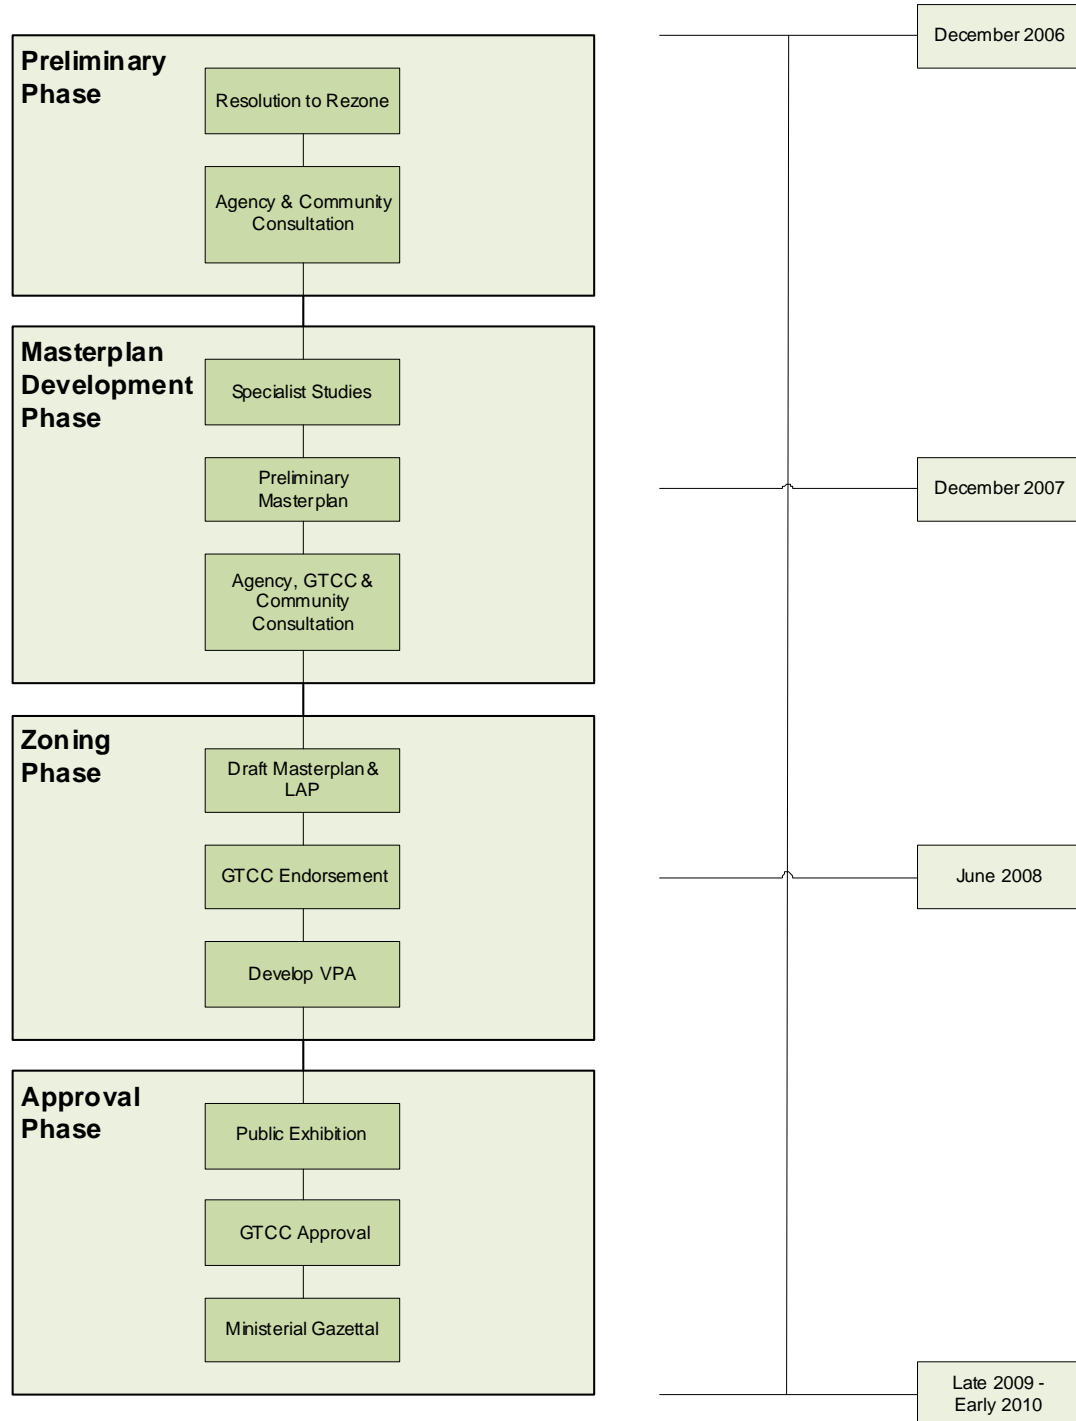 Preliminary
Phase
Resolution to Rezone
Agency & Community
Consultation
Masterplan
Development
Phase
Specialist Studies
Preliminary
Masterplan
Agency, GTCC &
Community
Consultation
Zoning
Phase
Draft Masterplan &
LAP
GTCC Endorsement
Develop VPA
Approval
Phase
Public Exhibition
GTCC Approval
Ministerial Gazettal
December 2006
December 2007
June 2008
Late 2009 -
Early 2010